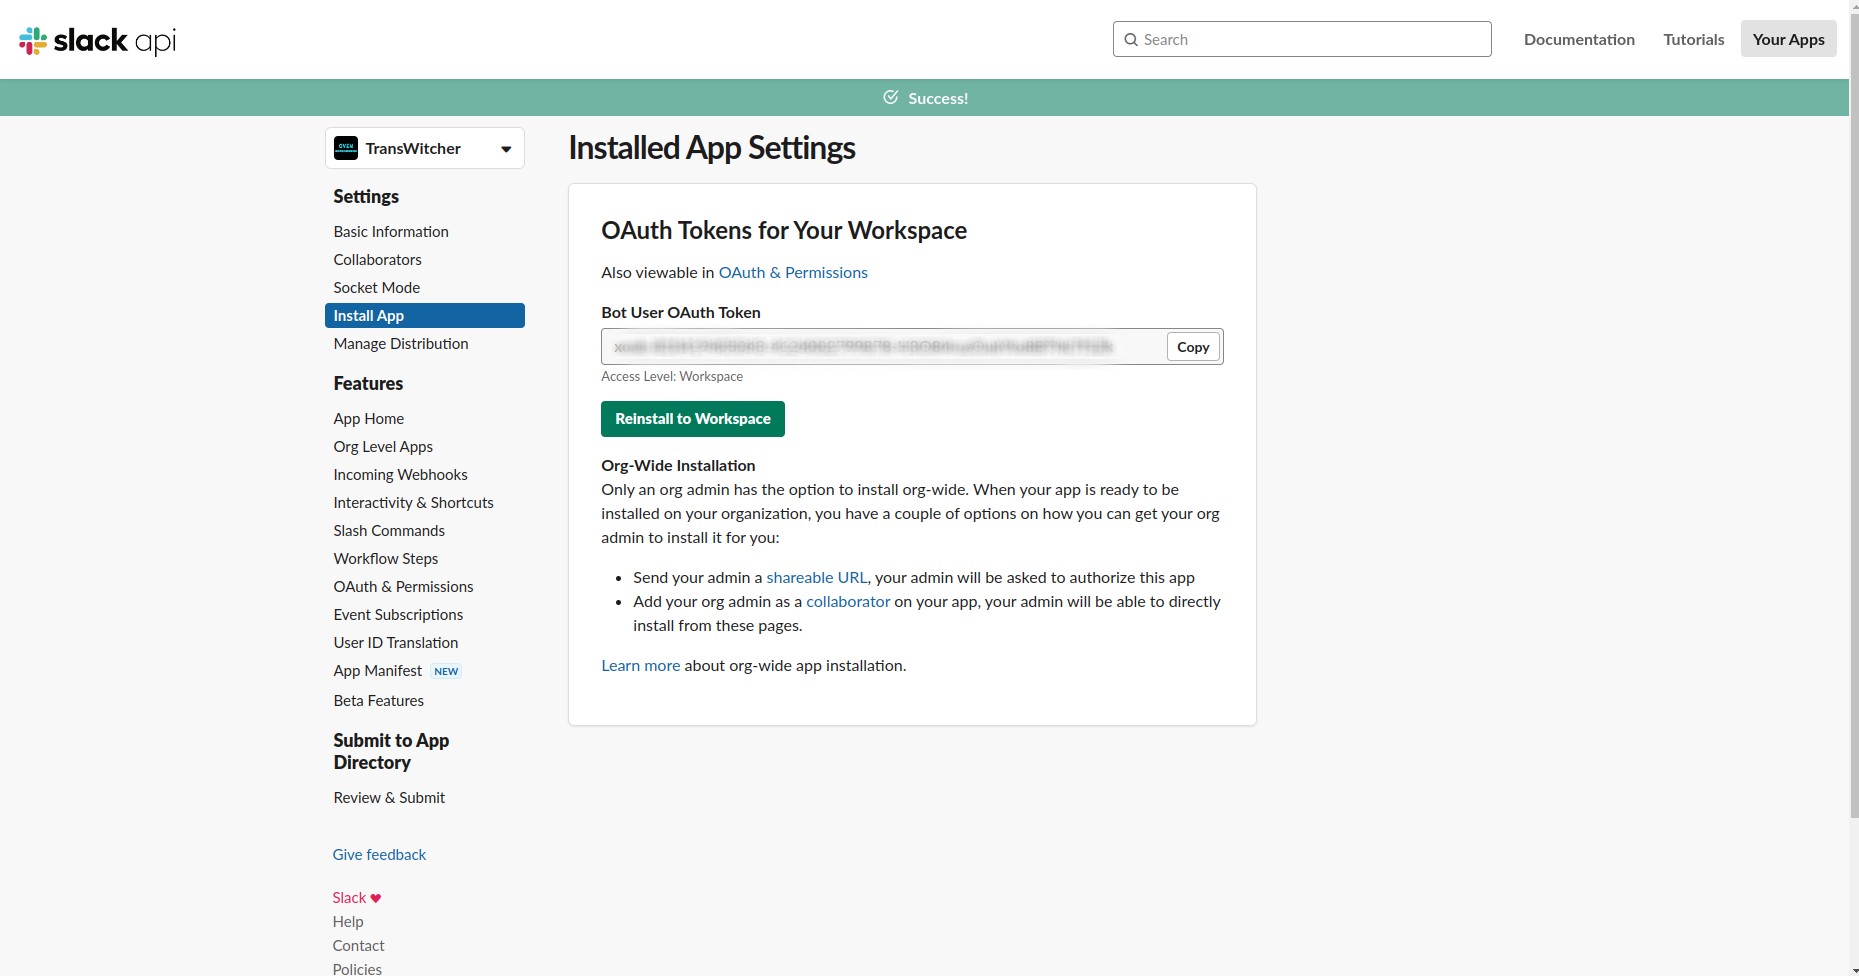 slack api
Search
Documentation
Tutorials
Your Apps
Success!
OVEN
TransWitcher
Settings
Basic Information
Collaborators
Socket Mode
Install App
Manage Distribution
Features
App Home
Org Level Apps
Incoming Webhooks
Interactivity & Shortcuts
Slash Commands
Workflow Steps
OAuth & Permissions
Event Subscriptions
User ID Translation
App Manifest NEW
Beta Features
Submit to App
Directory
Review & Submit
Give feedback
Slack ♥
Help
Contact
Policies
Installed App Settings
OAuth Tokens for Your Workspace
Also viewable in OAuth & Permissions
Bot User OAuth Token
Copy
Access Level: Workspace
Reinstall to Workspace
Org-Wide Installation
Only an org admin has the option to install org-wide. When your app is ready to be
installed on your organization, you have a couple of options on how you can get your org
admin to install it for you:
• Send your admin a shareable URL, your admin will be asked to authorize this app
• Add your org admin as a collaborator on your app, your admin will be able to directly
install from these pages.
Learn more about org-wide app installation.